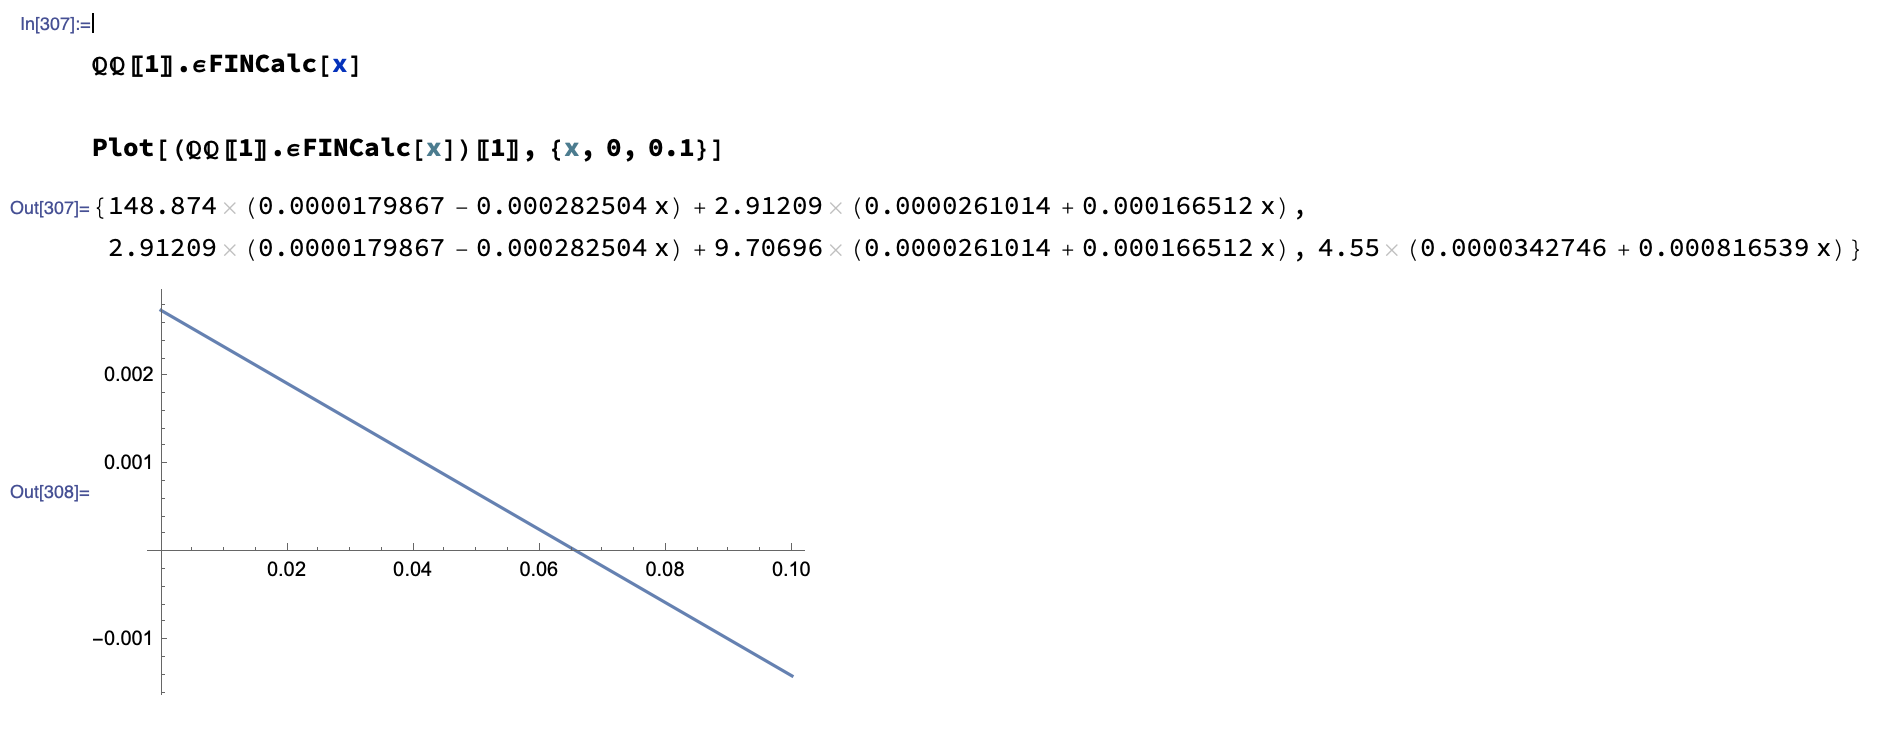 In[307]:=
ℚℚ⟦1⟧.ϵFINCalc[x]
Plot[(ℚℚ⟦1⟧.ϵFINCalc[x])⟦1⟧, {x, 0, 0.1}]
Out[307]= {148.874 × (0.0000179867 − 0.000282504 x) + 2.91209 × (0.0000261014 + 0.000166512 x),
2.91209 × (0.0000179867 − 0.000282504 x) + 9.70696 × (0.0000261014 + 0.000166512 x), 4.55 × (0.0000342746 + 0.000816539 x)}
0.002
0.001
Out[308]=
0.02 0.04 0.06 0.08 0.10
−0.001